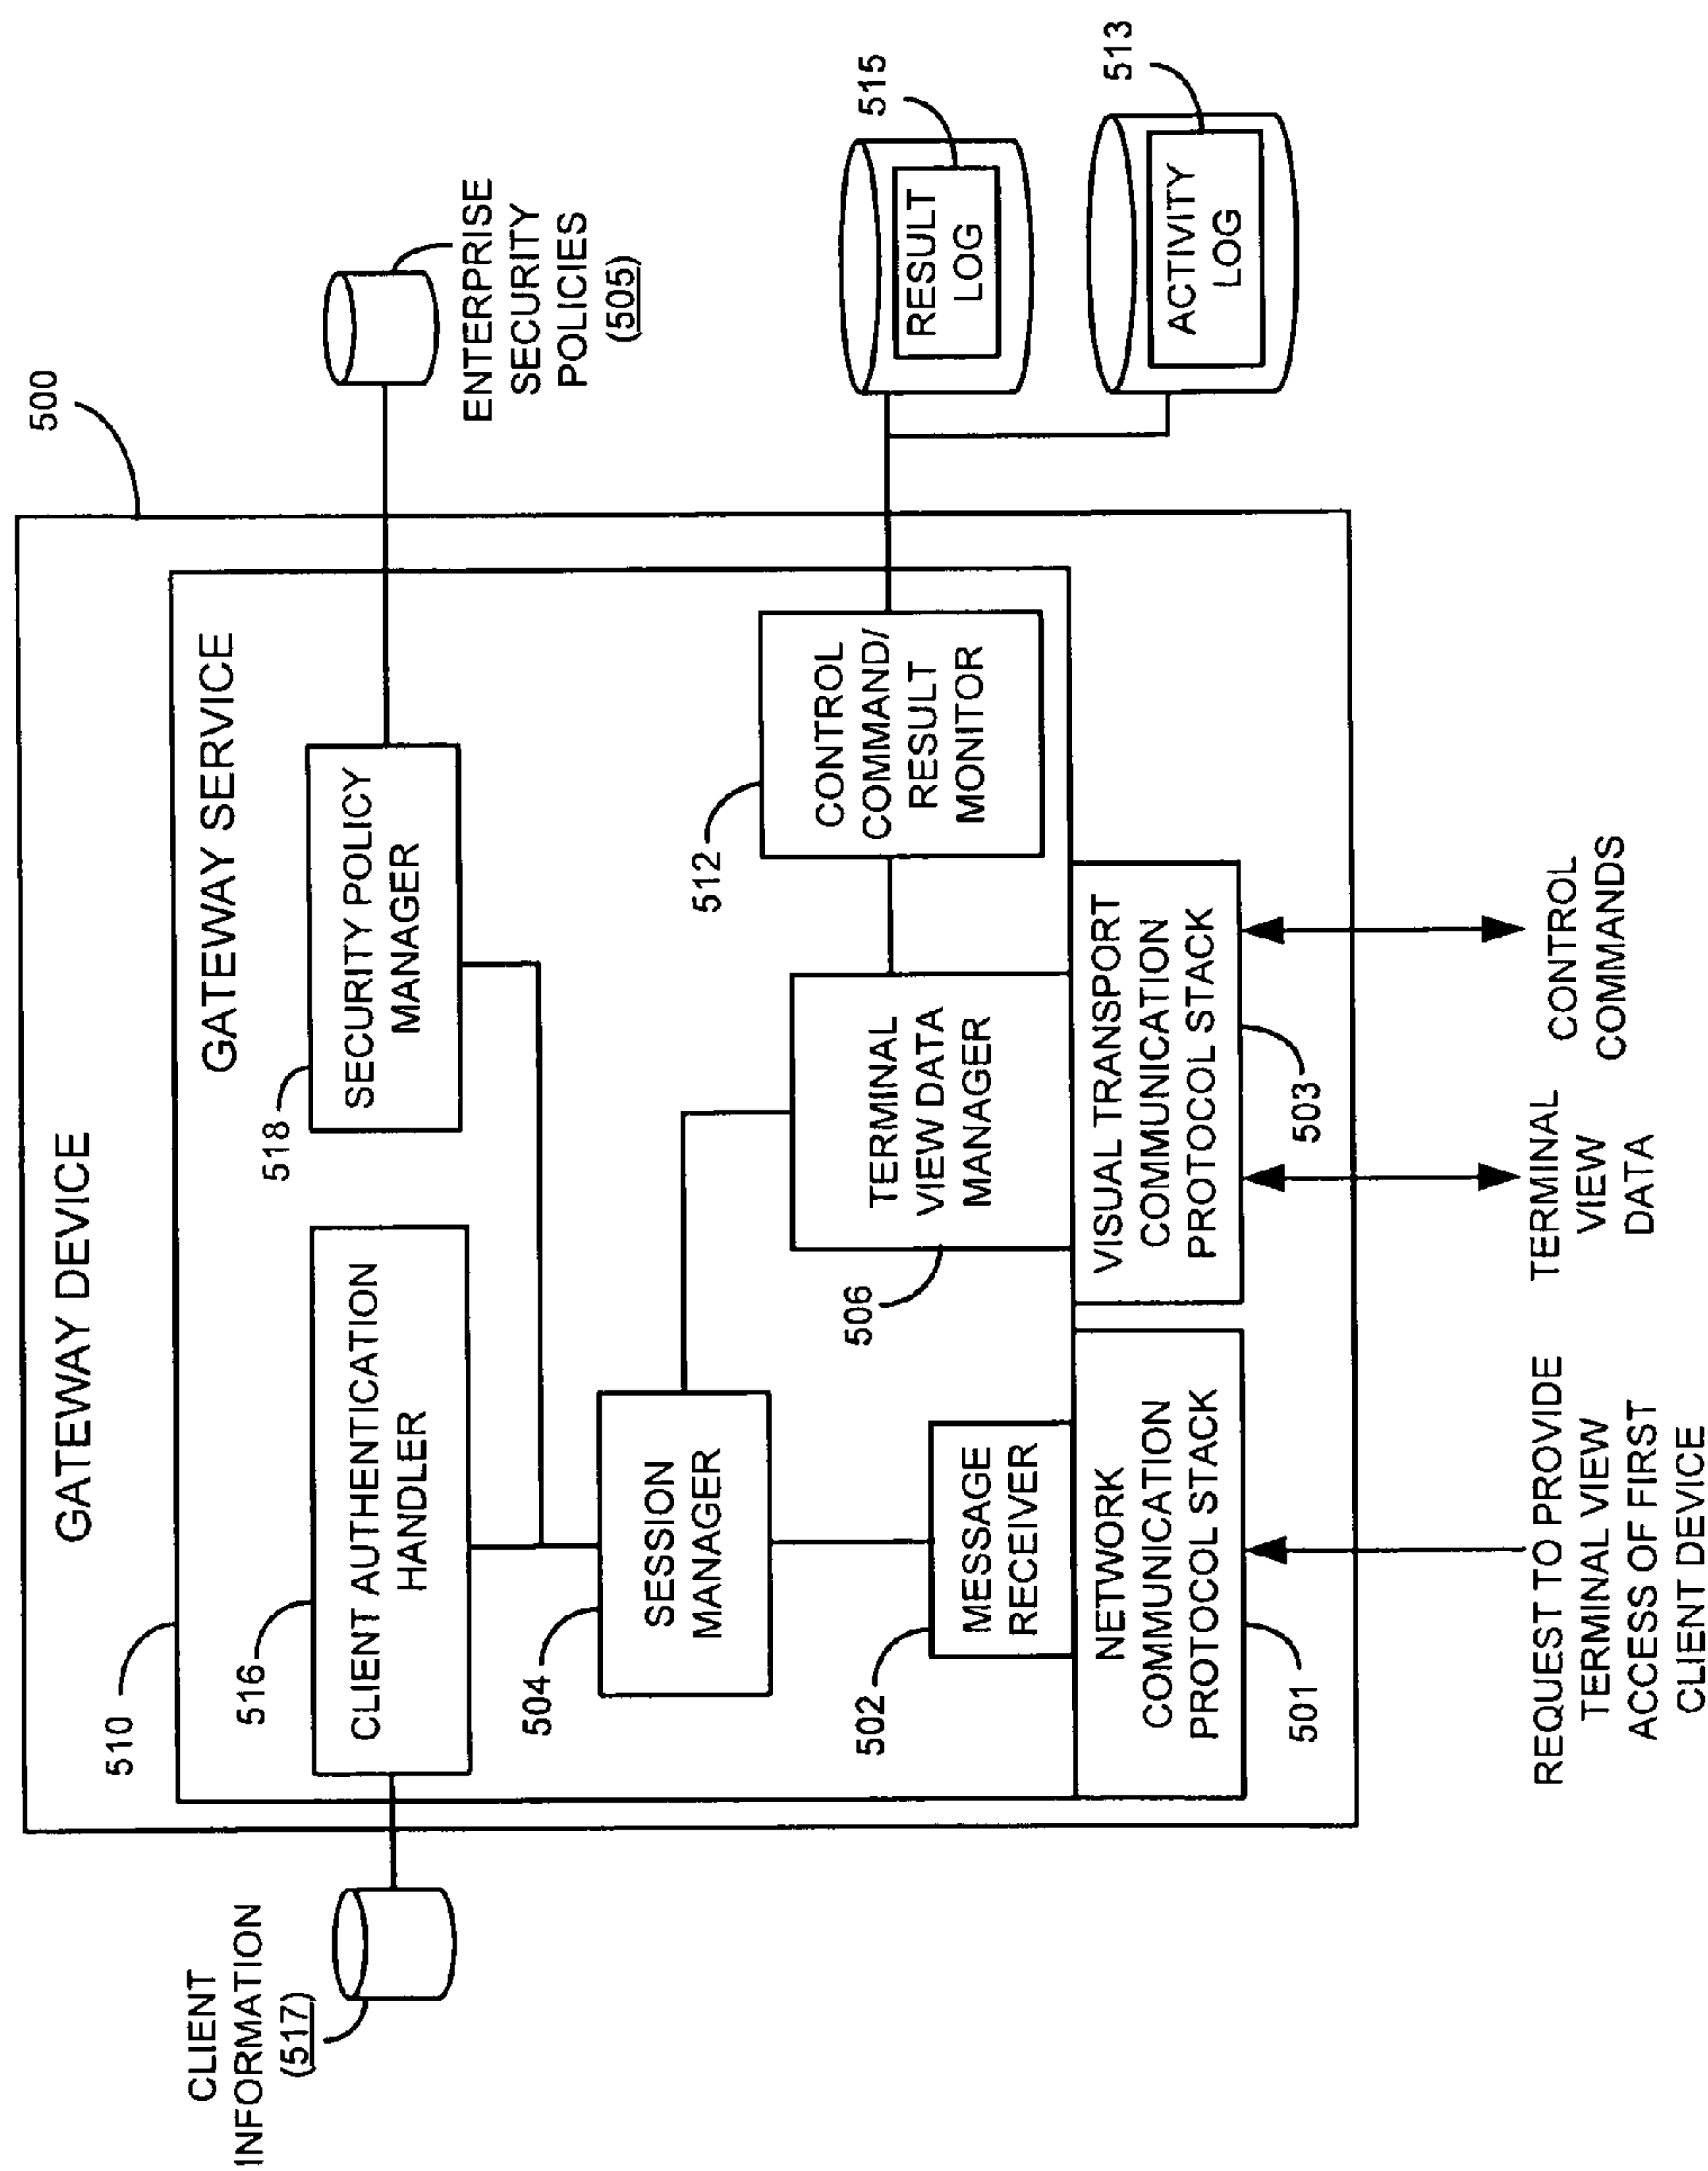 GATEWAY DEVICE
500
510
GATEWAY SERVICE
CLIENT
INFORMATION
(517)
516
CLIENT AUTHENTICATION
HANDLER
518
SECURITY POLICY
MANAGER
ENTERPRISE
SECURITY
POLICIES
(505)
504
SESSION
MANAGER
512
CONTROL
COMMAND/
RESULT
MONITOR
515
RESULT
LOG
513
ACTIVITY
LOG
506
TERMINAL
VIEW DATA
MANAGER
502
MESSAGE
RECEIVER
NETWORK
COMMUNICATION
PROTOCOL STACK
501
VISUAL TRANSPORT
COMMUNICATION
PROTOCOL STACK
503
REQUEST TO PROVIDE
TERMINAL VIEW
ACCESS OF FIRST
CLIENT DEVICE
TERMINAL
VIEW
DATA
CONTROL
COMMANDS